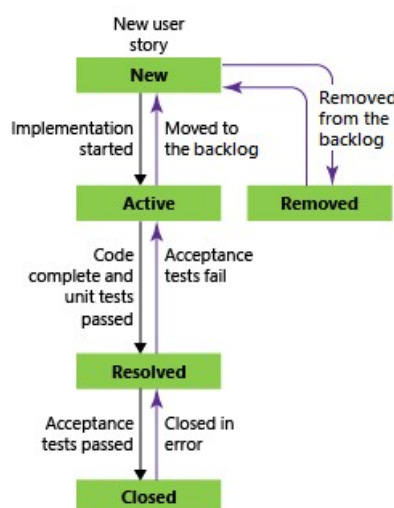 New user
story
New
Implementation
started
Moved to
the backlog
Removed
from the
backlog
Active
Removed
Code
complete and
unit tests
passed
Acceptance
tests fail
Resolved
Acceptance
tests passed
Closed in
error
Closed